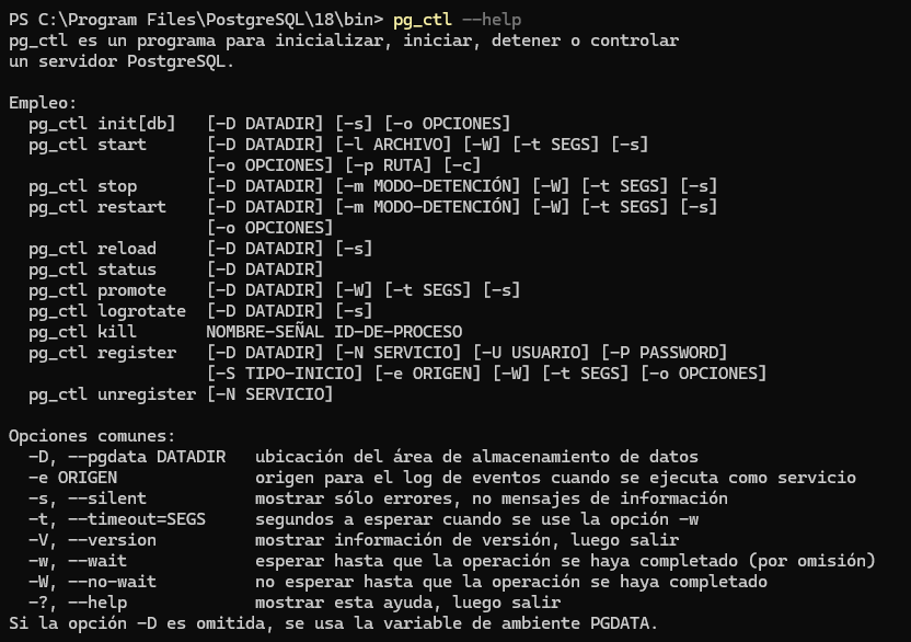 PS C:\Program Files\PostgreSQL\18\bin> pg_ctl --help
pg_ctl es un programa para inicializar, iniciar, detener o controlar
un servidor PostgreSQL.

Empleo:
  pg_ctl init[db]   [-D DATADIR] [-s] [-o OPCIONES]
  pg_ctl start      [-D DATADIR] [-l ARCHIVO] [-W] [-t SEGS] [-s]
                    [-o OPCIONES] [-p RUTA] [-c]
  pg_ctl stop       [-D DATADIR] [-m MODO-DETENCIÓN] [-W] [-t SEGS] [-s]
  pg_ctl restart    [-D DATADIR] [-m MODO-DETENCIÓN] [-W] [-t SEGS] [-s]
                    [-o OPCIONES]
  pg_ctl reload     [-D DATADIR] [-s]
  pg_ctl status     [-D DATADIR]
  pg_ctl promote    [-D DATADIR] [-W] [-t SEGS] [-s]
  pg_ctl logrotate  [-D DATADIR] [-s]
  pg_ctl kill       NOMBRE-SEÑAL ID-DE-PROCESO
  pg_ctl register   [-D DATADIR] [-N SERVICIO] [-U USUARIO] [-P PASSWORD]
                    [-S TIPO-INICIO] [-e ORIGEN] [-W] [-t SEGS] [-o OPCIONES]
  pg_ctl unregister [-N SERVICIO]

Opciones comunes:
  -D, --pgdata DATADIR   ubicación del área de almacenamiento de datos
  -e ORIGEN              origen para el log de eventos cuando se ejecuta como servicio
  -s, --silent           mostrar sólo errores, no mensajes de información
  -t, --timeout=SEGS     segundos a esperar cuando se use la opción -w
  -V, --version          mostrar información de versión, luego salir
  -w, --wait             esperar hasta que la operación se haya completado (por omisión)
  -W, --no-wait          no esperar hasta que la operación se haya completado
  -?, --help             mostrar esta ayuda, luego salir
Si la opción -D es omitida, se usa la variable de ambiente PGDATA.